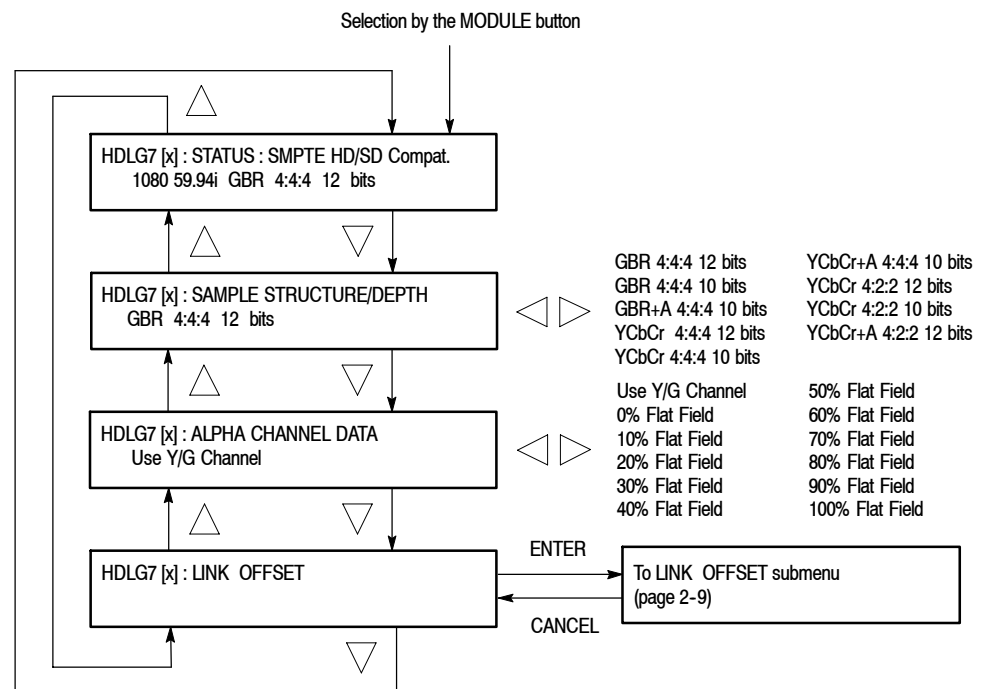 Selection by the MODULE button
HDLG7 [x] : STATUS : SMPTE HD/SD Compat.
1080 59.94i GBR 4:4:4 12 bits
HDLG7 [x] : SAMPLE STRUCTURE/DEPTH
GBR 4:4:4 12 bits
GBR 4:4:4 12 bits
GBR 4:4:4 10 bits
GBR+A 4:4:4 10 bits
YCbCr 4:4:4 12 bits
YCbCr 4:4:4 10 bits
YCbCr+A 4:4:4 10 bits
YCbCr 4:2:2 12 bits
YCbCr 4:2:2 10 bits
YCbCr+A 4:2:2 12 bits
HDLG7 [x] : ALPHA CHANNEL DATA
Use Y/G Channel
Use Y/G Channel
0% Flat Field
10% Flat Field
20% Flat Field
30% Flat Field
40% Flat Field
50% Flat Field
60% Flat Field
70% Flat Field
80% Flat Field
90% Flat Field
100% Flat Field
HDLG7 [x] : LINK OFFSET
ENTER
CANCEL
To LINK OFFSET submenu
(page 2-9)